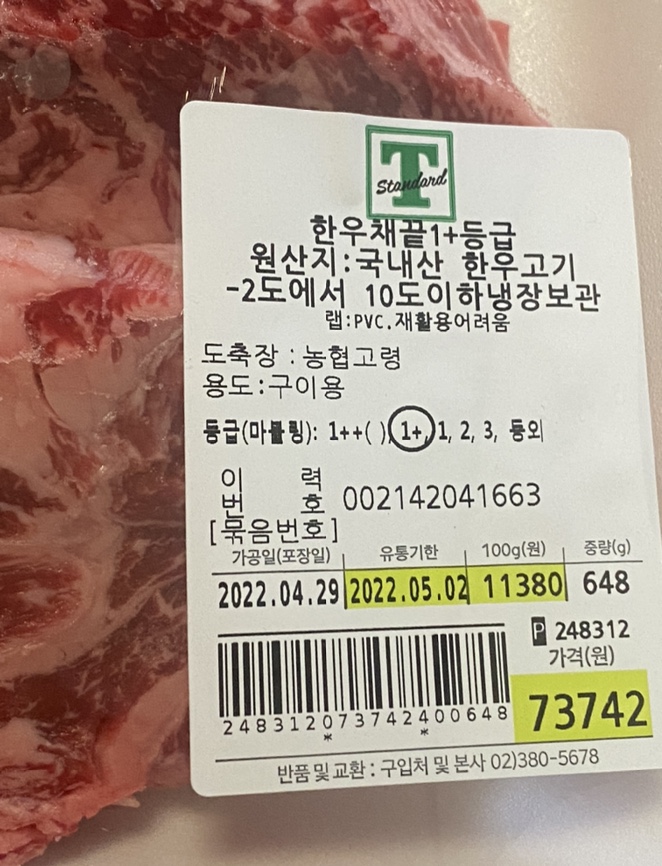 T
Standard
한우채끝1+등급
원산지:국내산 한우고기
-2도에서 10도이하냉장보관
랩:PVC.재활용어려움
도축장 :농협고령
용도:구이용
등급(마블링): 1++( ), 1+, 1, 2, 3, 등외
이 력
번 호 002142041663
[묶음번호]
가공일(포장일) 유통기한 100g(원) 중량(g)
2022.04.29 2022.05.02 11380 648
P 248312
가격(원)
73742
248312073742400648
* *
반품 및 교환 : 구입처 및 본사 02)380-5678